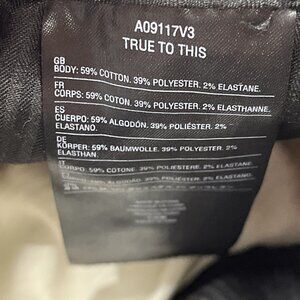 A09117V3
TRUE TO THIS
GB
BODY: 59% COTTON. 39% POLYESTER. 2% ELASTANE.
FR
CORPS: 59% COTON. 39% POLYESTER. 2% ELASTHANNE.
ES
CUERPO: 59% ALGODÓN. 39% POLIÉSTER. 2%
ELASTANO.
DE
KÖRPER: 59% BAUMWOLLE. 39% POLYESTER. 2%
ELASTHAN.
IT
CORPO: 59% COTONE. 39% POLIESTERE. 2% ELASTANE.